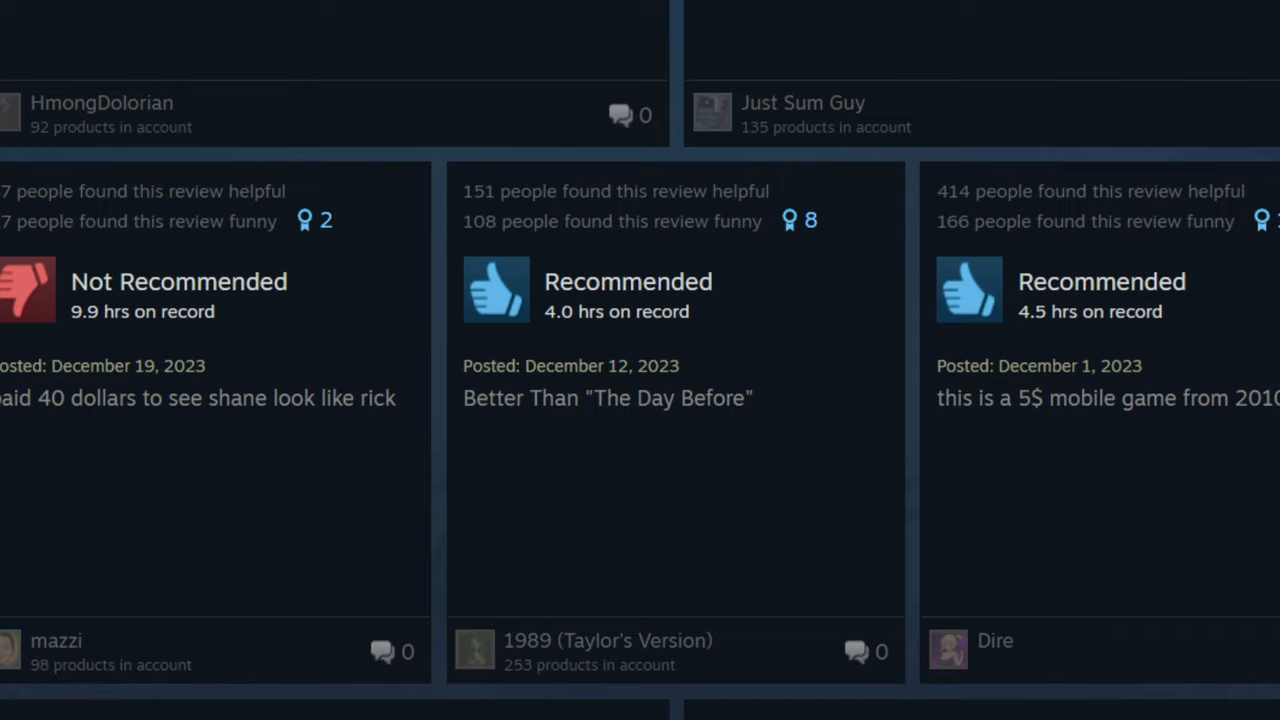 HmongDolorian
92 products in account
0
Just Sum Guy
135 products in account
7 people found this review helpful
7 people found this review funny
2
Not Recommended
9.9 hrs on record
osted: December 19, 2023
aid 40 dollars to see shane look like rick
mazzi
98 products in account
0
151 people found this review helpful
108 people found this review funny
8
Recommended
4.0 hrs on record
Posted: December 12, 2023
Better Than "The Day Before"
1989 (Taylor's Version)
253 products in account
0
414 people found this review helpful
166 people found this review funny
Recommended
4.5 hrs on record
Posted: December 1, 2023
this is a 5$ mobile game from 2010
Dire